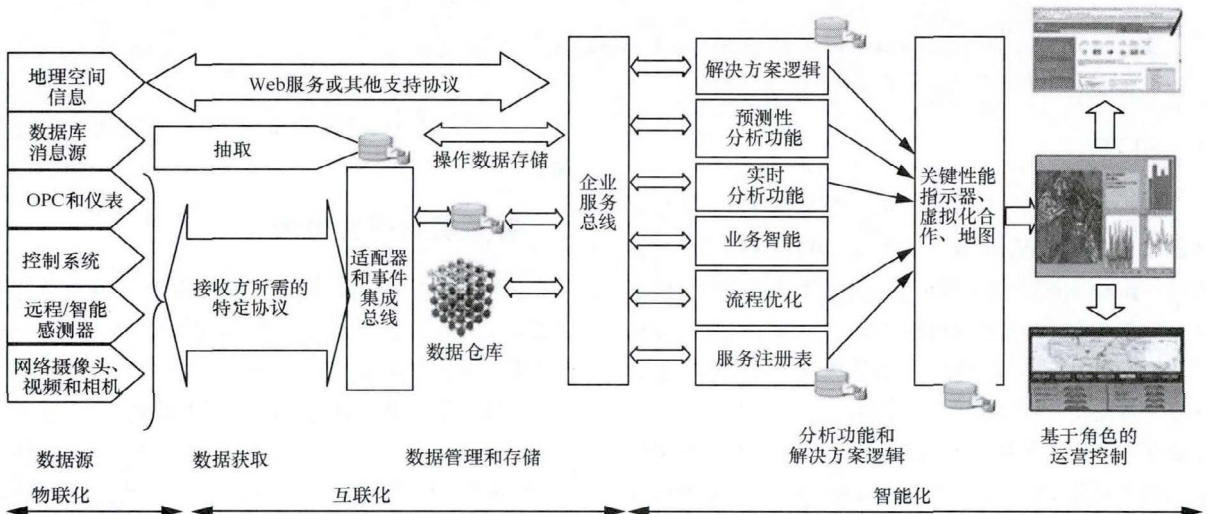 地理空间
信息
数据库
消息源
OPC和仪表
控制系统
远程/智能
感测器
网络摄像头、
视频和相机
Web服务或其他支持协议
抽取
接收方所需的
特定协议
适配器
和事件
集成
总线
操作数据存储
数据仓库
企业
服务
总线
解决方案逻辑
预测性
分析功能
实时
分析功能
业务智能
流程优化
服务注册表
关键性能
指示器、
虚拟化合
作、地图
数据源
数据获取
数据管理和存储
分析功能和
解决方案逻辑
基于角色的
运营控制
物联化
互联化
智能化